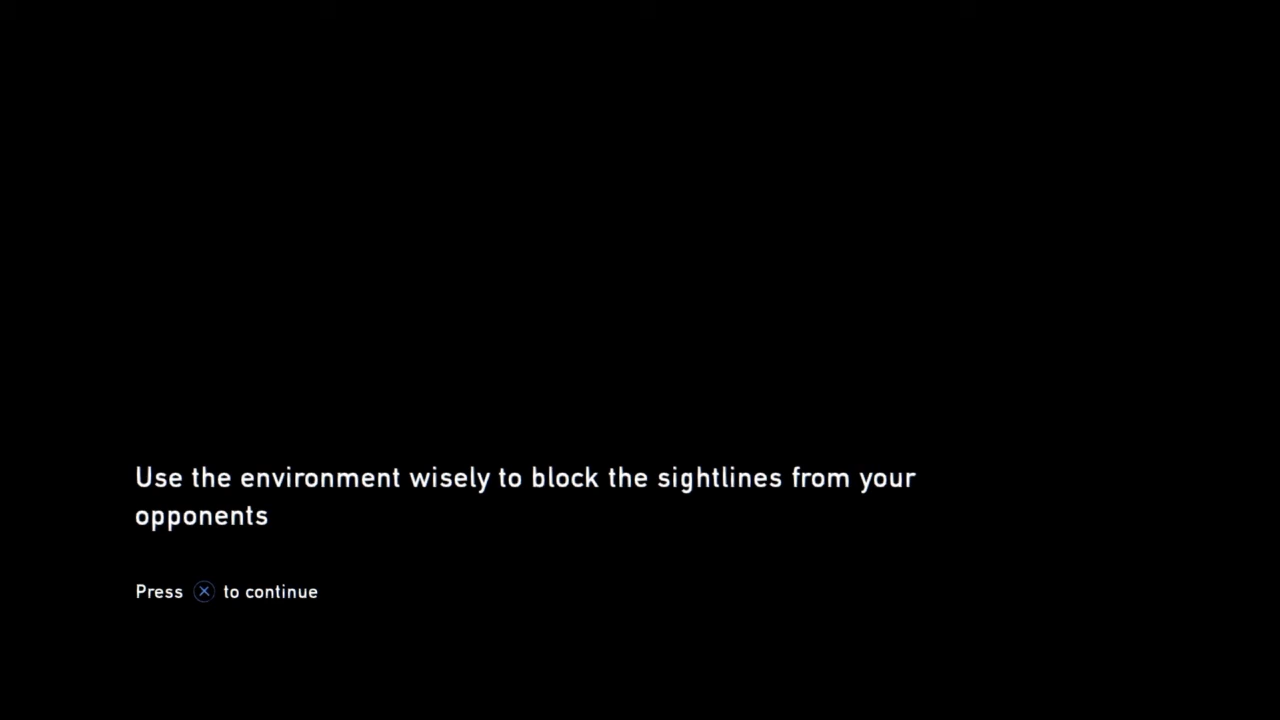 Use the environment wisely to block the sightlines from your
opponents
Press ⓧ to continue